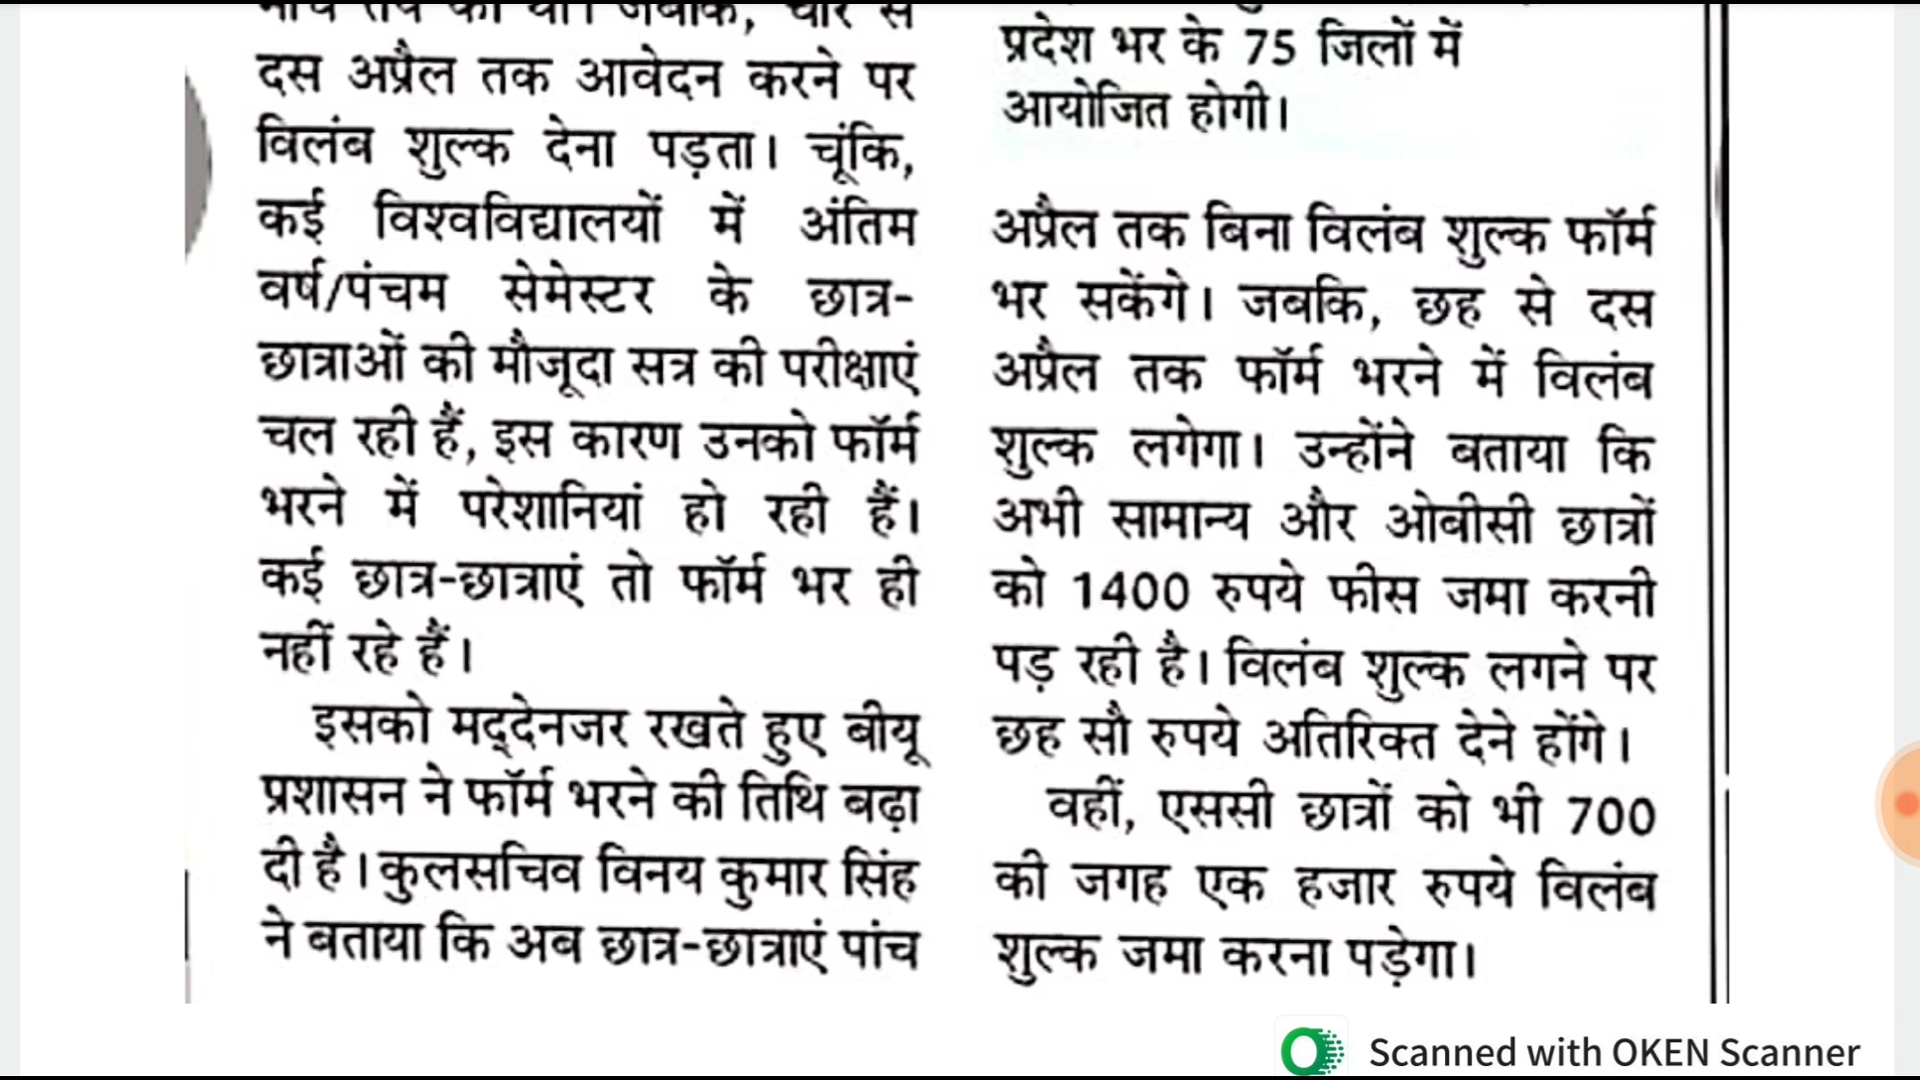 दस अप्रैल तक आवेदन करने पर
विलंब शुल्क देना पड़ता। चूंकि,
कई विश्वविद्यालयों में अंतिम
वर्ष/पंचम सेमेस्टर के छात्र-
छात्राओं की मौजूदा सत्र की परीक्षाएं
चल रही हैं, इस कारण उनको फॉर्म
भरने में परेशानियां हो रही हैं।
कई छात्र-छात्राएं तो फॉर्म भर ही
नहीं रहे हैं।
इसको मद्देनजर रखते हुए बीयू
प्रशासन ने फॉर्म भरने की तिथि बढ़ा
दी है। कुलसचिव विनय कुमार सिंह
ने बताया कि अब छात्र-छात्राएं पांच
प्रदेश भर के 75 जिलों में
आयोजित होगी।
अप्रैल तक बिना विलंब शुल्क फॉर्म
भर सकेंगे। जबकि, छह से दस
अप्रैल तक फॉर्म भरने में विलंब
शुल्क लगेगा। उन्होंने बताया कि
अभी सामान्य और ओबीसी छात्रों
को 1400 रुपये फीस जमा करनी
पड़ रही है। विलंब शुल्क लगने पर
छह सौ रुपये अतिरिक्त देने होंगे।
वहीं, एससी छात्रों को भी 700
की जगह एक हजार रुपये विलंब
शुल्क जमा करना पड़ेगा।
Scanned with OKEN Scanner